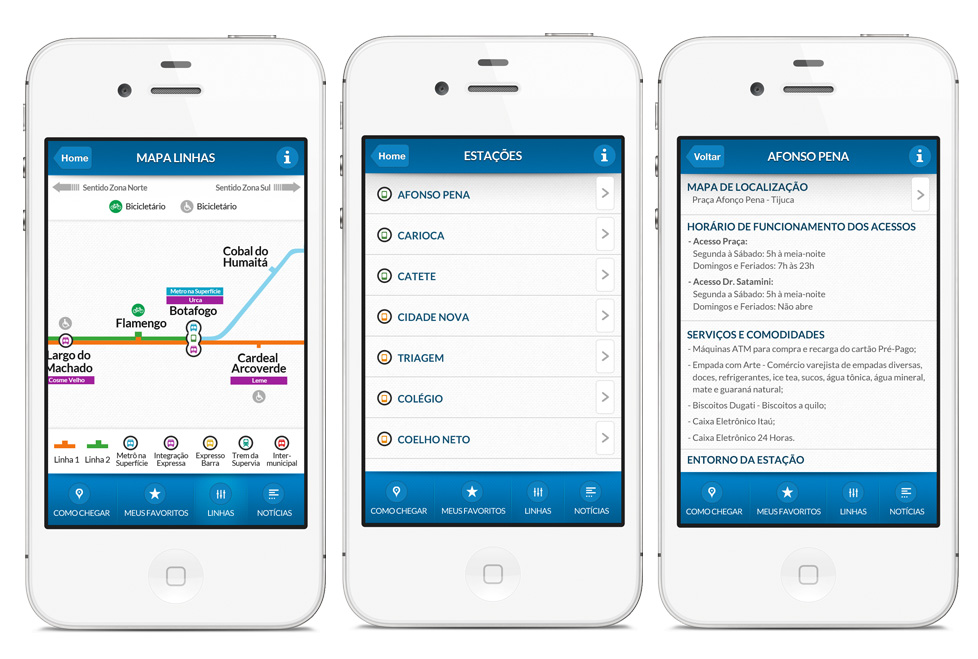 Home
MAPA LINHAS
i
Sentido Zona Norte
Sentido Zona Sul
Bicicletário
Bicicletário
Cobal do
Humaitá
Metro na Superfície
Urca
Botafogo
Flamengo
Largo do
Machado
Cosme Velho
Cardeal
Arcoverde
Leme
Linha 1
Linha 2
Metrô na
Superfície
Integração
Expressa
Expresso
Barra
Trem da
Supervia
Inter-
municipal
COMO CHEGAR
MEUS FAVORITOS
LINHAS
NOTÍCIAS
Home
ESTAÇÕES
i
AFONSO PENA
CARIOCA
CATETE
CIDADE NOVA
TRIAGEM
COLÉGIO
COELHO NETO
COMO CHEGAR
MEUS FAVORITOS
LINHAS
NOTÍCIAS
Voltar
AFONSO PENA
i
MAPA DE LOCALIZAÇÃO
Praça Afonço Pena - Tijuca
HORÁRIO DE FUNCIONAMENTO DOS ACESSOS
- Acesso Praça:
Segunda à Sábado: 5h à meia-noite
Domingos e Feriados: 7h às 23h
- Acesso Dr. Satamini:
Segunda a Sábado: 5h à meia-noite
Domingos e Feriados: Não abre
SERVIÇOS E COMODIDADES
- Máquinas ATM para compra e recarga do cartão Pré-Pago;
- Empada com Arte - Comércio varejista de empadas diversas,
doces, refrigerantes, ice tea, sucos, água tônica, água mineral,
mate e guaraná natural;
- Biscoitos Dugati - Biscoitos a quilo;
- Caixa Eletrônico Itaú;
- Caixa Eletrônico 24 Horas.
ENTORNO DA ESTAÇÃO
COMO CHEGAR
MEUS FAVORITOS
LINHAS
NOTÍCIAS